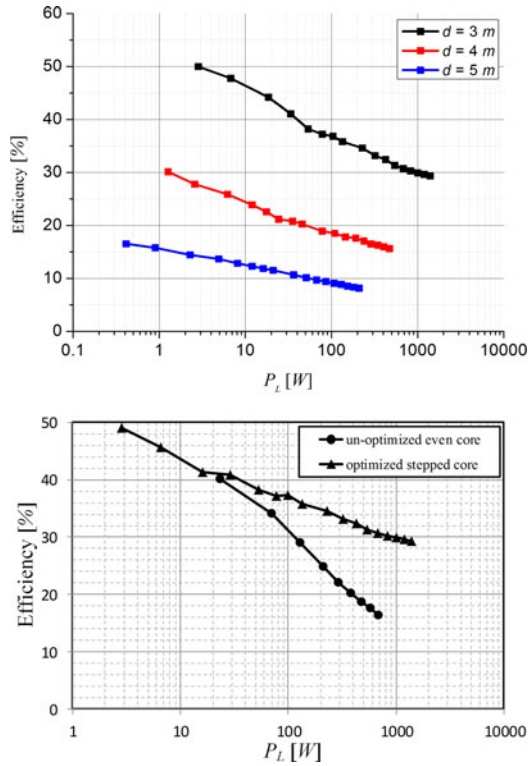 60
50
40
30
20
10
0
Efficiency [%]
d = 3 m
d = 4 m
d = 5 m
0.1 1 10 100 1000 10000
P_L [W]
50
40
30
20
10
0
Efficiency [%]
un-optimized even core
optimized stepped core
1 10 100 1000 10000
P_L [W]